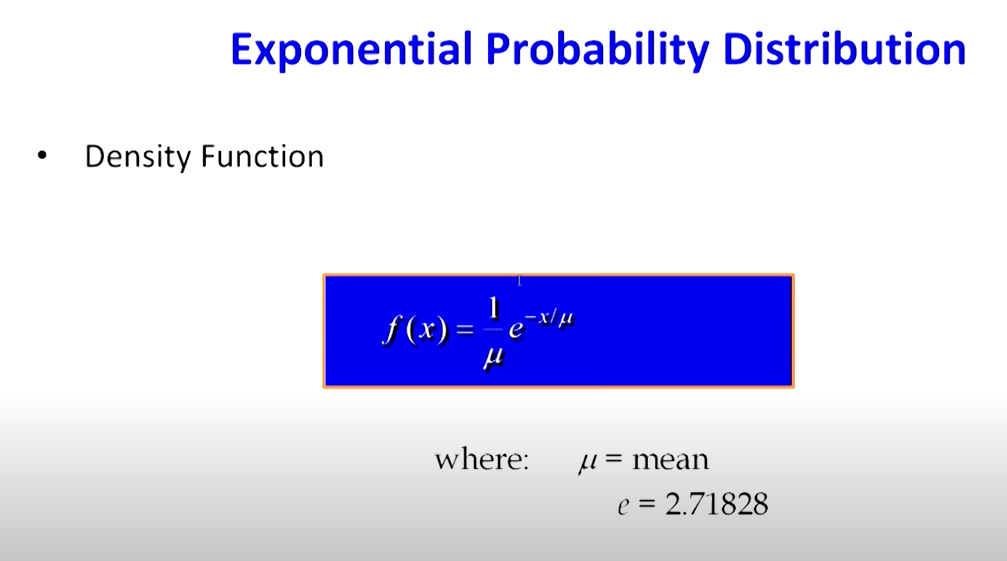 Exponential Probability Distribution
• Density Function
f(x) = 1/μ e^{-x/μ}
where: μ = mean
e = 2.71828